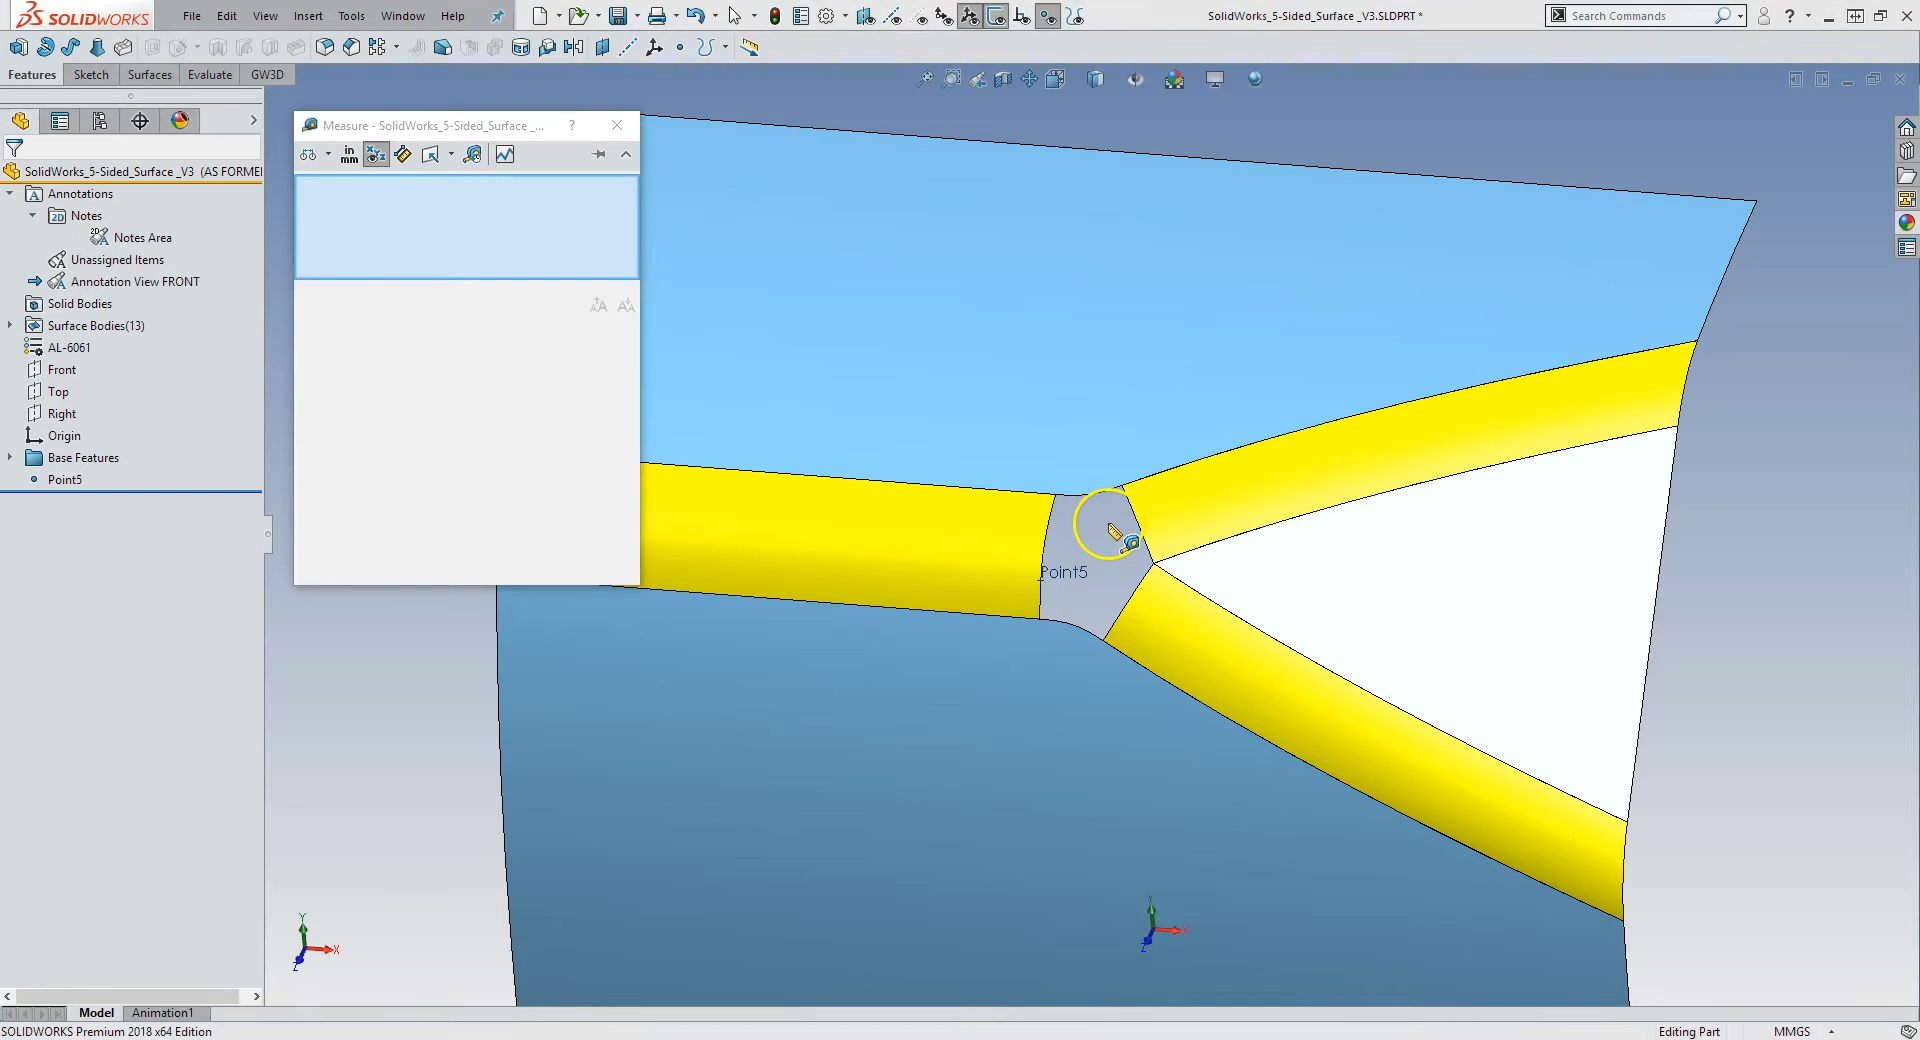 SOLIDWORKS
File Edit View Insert Tools Window Help
SolidWorks_5-Sided_Surface _V3.SLDPRT *
Search Commands
?
Features Sketch Surfaces Evaluate GW3D
Measure - SolidWorks_5-Sided_Surface _... ?
in
mm
SolidWorks_5-Sided_Surface _V3 (AS FORME
Annotations
Notes
Notes Area
Unassigned Items
Annotation View FRONT
Solid Bodies
Surface Bodies(13)
AL-6061
Front
Top
Right
Origin
Base Features
Point5
Point5
Y
X
Z
Y
X
Z
Model Animation1
SOLIDWORKS Premium 2018 x64 Edition
Editing Part MMGS